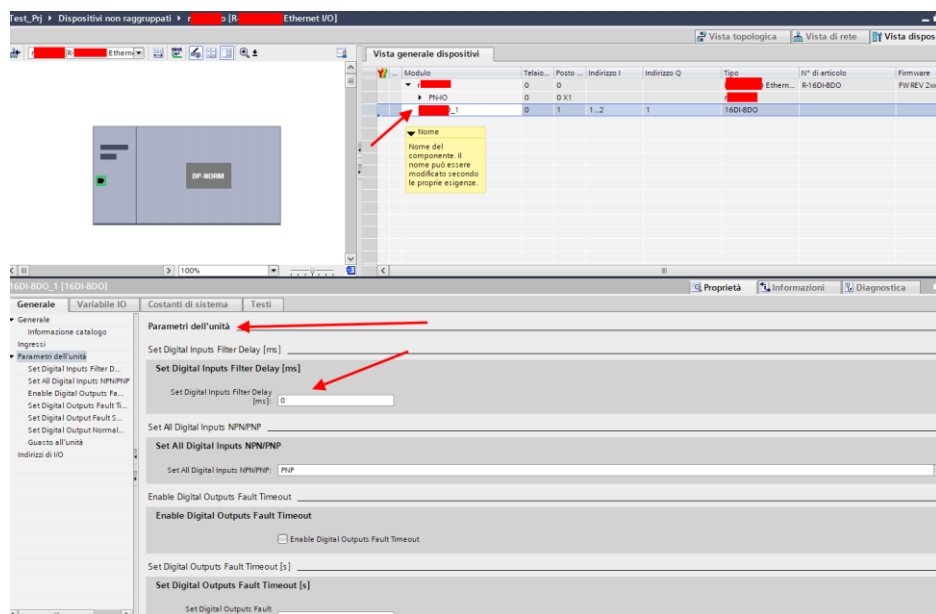 Test_Prj ▸ Dispositivi non raggruppati ▸ r o [R- Ethernet I/O]
Vista topologica Vista di rete Vista dispos
r [R- Ethern
Vista generale dispositivi
... Modulo Telaio... Posto ... Indirizzo I Indirizzo Q Tipo N° di articolo Firmware
r 0 0 Ethern... R-16DI-8DO FW REV 2xx
PN-IO 0 0 X1
_1 0 1 1...2 1 16DI-8DO
Nome
Nome del
componente. Il
nome può essere
modificato secondo
le proprie esigenze.
DP-NORM
100%
16DI-8DO_1 [16DI-8DO]
Proprietà Informazioni Diagnostica
Generale Variabile IO Costanti di sistema Testi
Generale
Informazione catalogo
Ingressi
Parametri dell'unità
Set Digital Inputs Filter D...
Set All Digital Inputs NPN/PNP
Enable Digital Outputs Fa...
Set Digital Outputs Fault Ti...
Set Digital Output Fault S...
Set Digital Output Normal...
Guasto all'unità
Indirizzi di I/O
Parametri dell'unità
Set Digital Inputs Filter Delay [ms]
Set Digital Inputs Filter Delay [ms]
Set Digital Inputs Filter Delay
[ms]: 0
Set All Digital Inputs NPN/PNP
Set All Digital Inputs NPN/PNP
Set All Digital Inputs NPN/PNP: PNP
Enable Digital Outputs Fault Timeout
Enable Digital Outputs Fault Timeout
Enable Digital Outputs Fault Timeout
Set Digital Outputs Fault Timeout [s]
Set Digital Outputs Fault Timeout [s]
Set Digital Outputs Fault